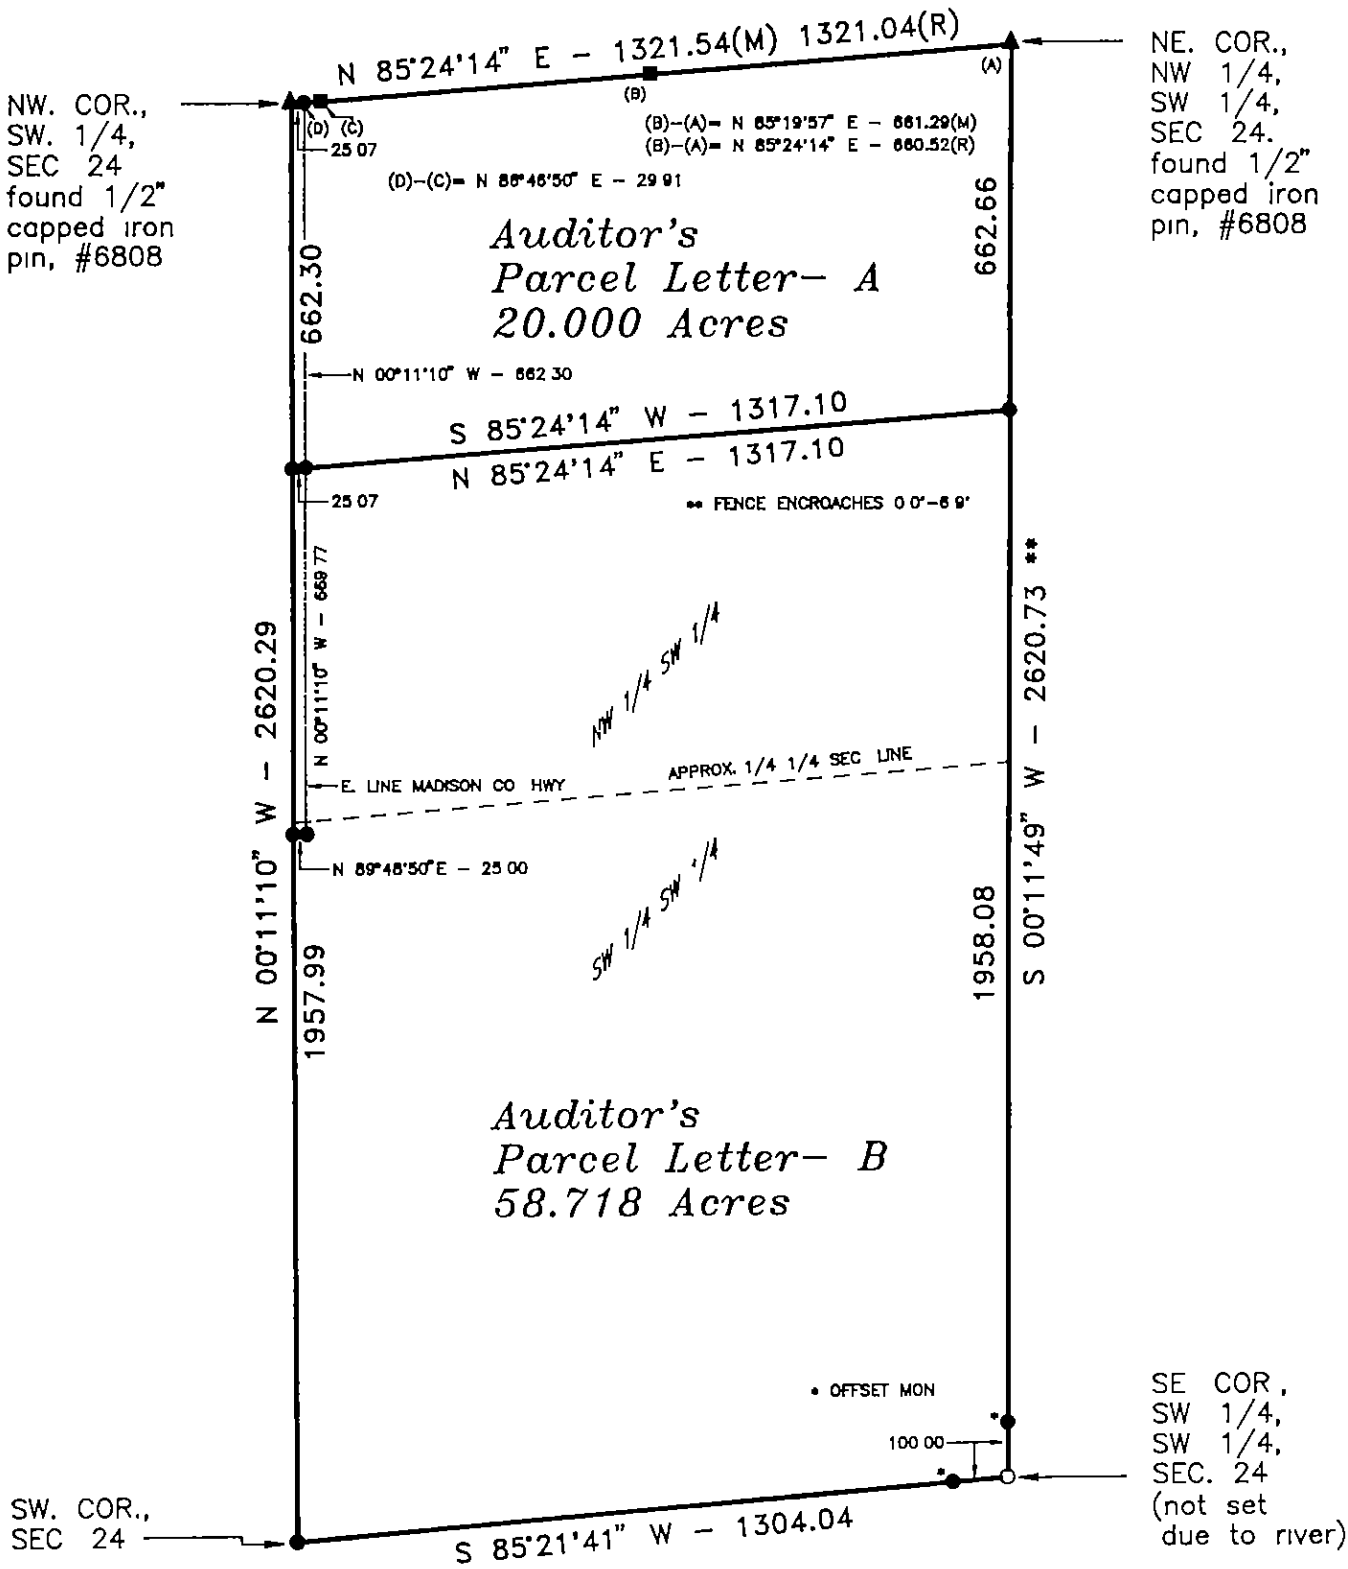 N 85°24'14" E - 1321.54(M) 1321.04(R)
NW. COR.,
SW. 1/4,
SEC 24
found 1/2"
capped iron
pin, #6808
NE. COR.,
NW 1/4,
SW 1/4,
SEC 24.
found 1/2"
capped iron
pin, #6808
(A)
(B)
(D) (C)
25 07
(B)-(A)= N 85°19'57" E - 661.29(M)
(B)-(A)= N 85°24'14" E - 660.52(R)
(D)-(C)= N 86°46'50" E - 29 91
662.30
662.66
Auditor's
Parcel Letter- A
20.000 Acres
N 00°11'10" W - 662 30
S 85°24'14" W - 1317.10
N 85°24'14" E - 1317.10
25 07
** FENCE ENCROACHES 0 0'-6 9'
N 00°11'10" W - 669 77
N 00°11'10" W - 2620.29
S 00°11'49" W - 2620.73 **
NW 1/4 SW 1/4
APPROX. 1/4 1/4 SEC LINE
E. LINE MADISON CO HWY
N 89°48'50" E - 25 00
SW 1/4 SW 1/4
1957.99
1958.08
Auditor's
Parcel Letter- B
58.718 Acres
* OFFSET MON
*
100 00
*
SE COR,
SW 1/4,
SW 1/4,
SEC. 24
(not set
due to river)
SW. COR.,
SEC 24
S 85°21'41" W - 1304.04